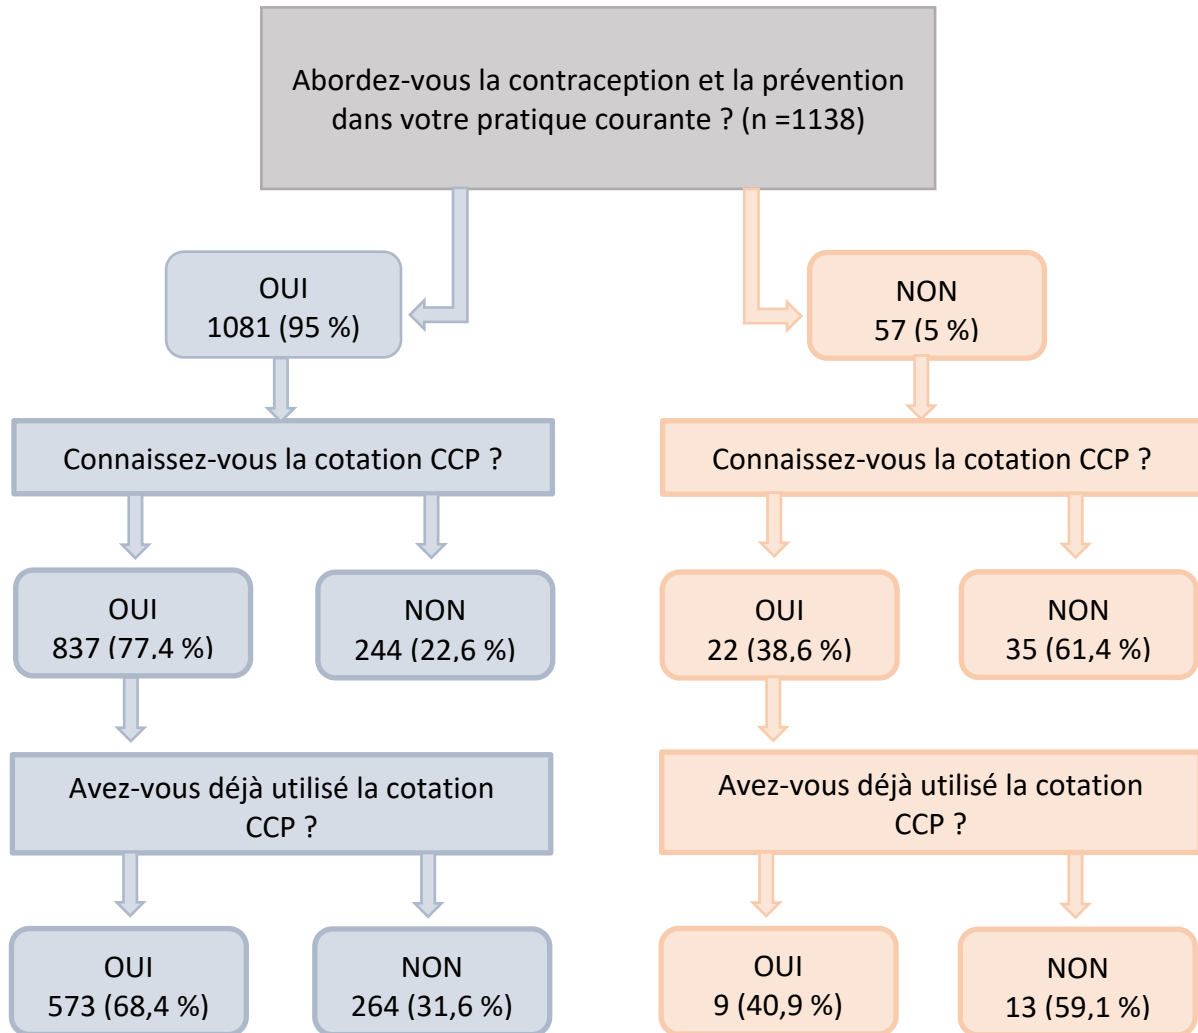 Abordez-vous la contraception et la prévention
dans votre pratique courante ? (n =1138)
OUI
1081 (95 %)
NON
57 (5 %)
Connaissez-vous la cotation CCP ?
Connaissez-vous la cotation CCP ?
OUI
837 (77,4 %)
NON
244 (22,6 %)
OUI
22 (38,6 %)
NON
35 (61,4 %)
Avez-vous déjà utilisé la cotation
CCP ?
Avez-vous déjà utilisé la cotation
CCP ?
OUI
573 (68,4 %)
NON
264 (31,6 %)
OUI
9 (40,9 %)
NON
13 (59,1 %)